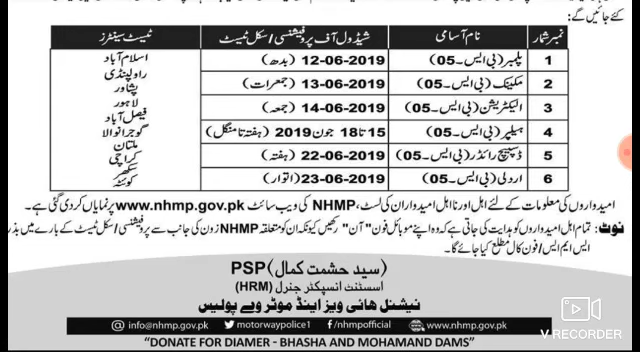 کئے جائیں گے:
نمبر شمار نام آسامی شیڈول آف پروفیشنسی / سکل ٹیسٹ ٹیسٹ سینٹرز
1 پلمبر (بی ایس۔05) 12-06-2019 (بدھ) اسلام آباد
راولپنڈی
2 مکینک (بی ایس۔05) 13-06-2019 (جمعرات) پشاور
3 الیکٹریشن (بی ایس۔05) 14-06-2019 (جمعہ) لاہور
فیصل آباد
4 ہیلپر (بی ایس۔05) 15 تا 18 جون 2019 (ہفتہ تا منگل) گوجرانوالا
ملتان
5 ڈسپیچ رائڈر (بی ایس۔05) 22-06-2019 (ہفتہ) کراچی
سکھر
6 اردلی (بی ایس۔05) 23-06-2019 (اتوار) کوئٹہ
امیدواروں کی معلومات کے لئے اہل اور نا اہل امیدواران کی لسٹ، NHMP کی ویب سائٹ www.nhmp.gov.pk پر نمایاں کر دی گئی ہے۔
نوٹ: تمام اہل امیدواروں کو ہدایت کی جاتی ہے کہ وہ اپنے موبائل فون "آن" رکھیں کیونکہ ان کو متعلقہ NHMP زون کی جانب سے پروفیشنسی / سکل ٹیسٹ کے بارے میں بذر
ایس ایم ایس / فون کال مطلع کیا جائے گا۔
(سید حشمت کمال) PSP
اسسٹنٹ انسپکٹر جنرل (HRM)
نیشنل ہائی ویز اینڈ موٹر وے پولیس
info@nhmp.gov.pk motorwaypolice1 /nhmpofficial www.nhmp.gov.pk
"DONATE FOR DIAMER - BHASHA AND MOHAMAND DAMS"
V RECORDER